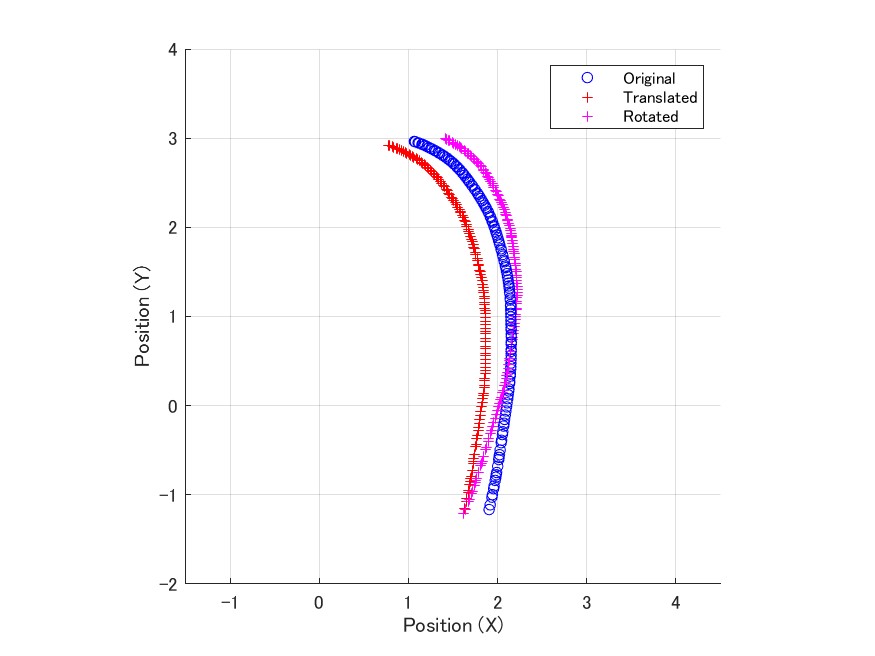 4
3
2
1
0
-1
-2
-1
0
1
2
3
4
Position (X)
Position (Y)
Original
Translated
Rotated